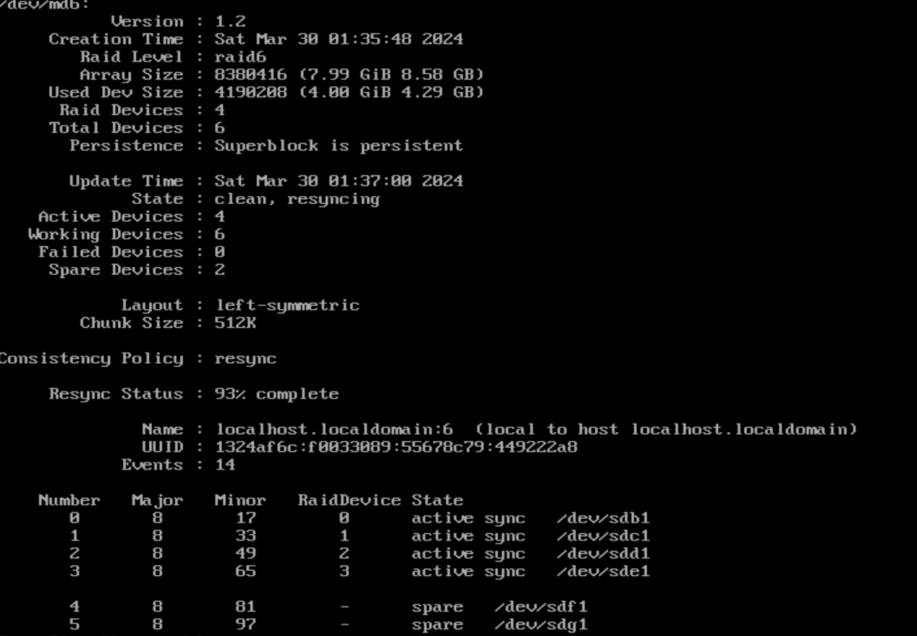 /dev/md6:
Version : 1.2
Creation Time : Sat Mar 30 01:35:48 2024
Raid Level : raid6
Array Size : 8380416 (7.99 GiB 8.58 GB)
Used Dev Size : 4190208 (4.00 GiB 4.29 GB)
Raid Devices : 4
Total Devices : 6
Persistence : Superblock is persistent
Update Time : Sat Mar 30 01:37:00 2024
State : clean, resyncing
Active Devices : 4
Working Devices : 6
Failed Devices : 0
Spare Devices : 2
Layout : left-symmetric
Chunk Size : 512K
Consistency Policy : resync
Resync Status : 93% complete
Name : localhost.localdomain:6 (local to host localhost.localdomain)
UUID : 1324af6c:f0033089:55678c79:449222a8
Events : 14
Number Major Minor RaidDevice State
0 8 17 0 active sync /dev/sdb1
1 8 33 1 active sync /dev/sdc1
2 8 49 2 active sync /dev/sdd1
3 8 65 3 active sync /dev/sde1
4 8 81 - spare /dev/sdf1
5 8 97 - spare /dev/sdg1